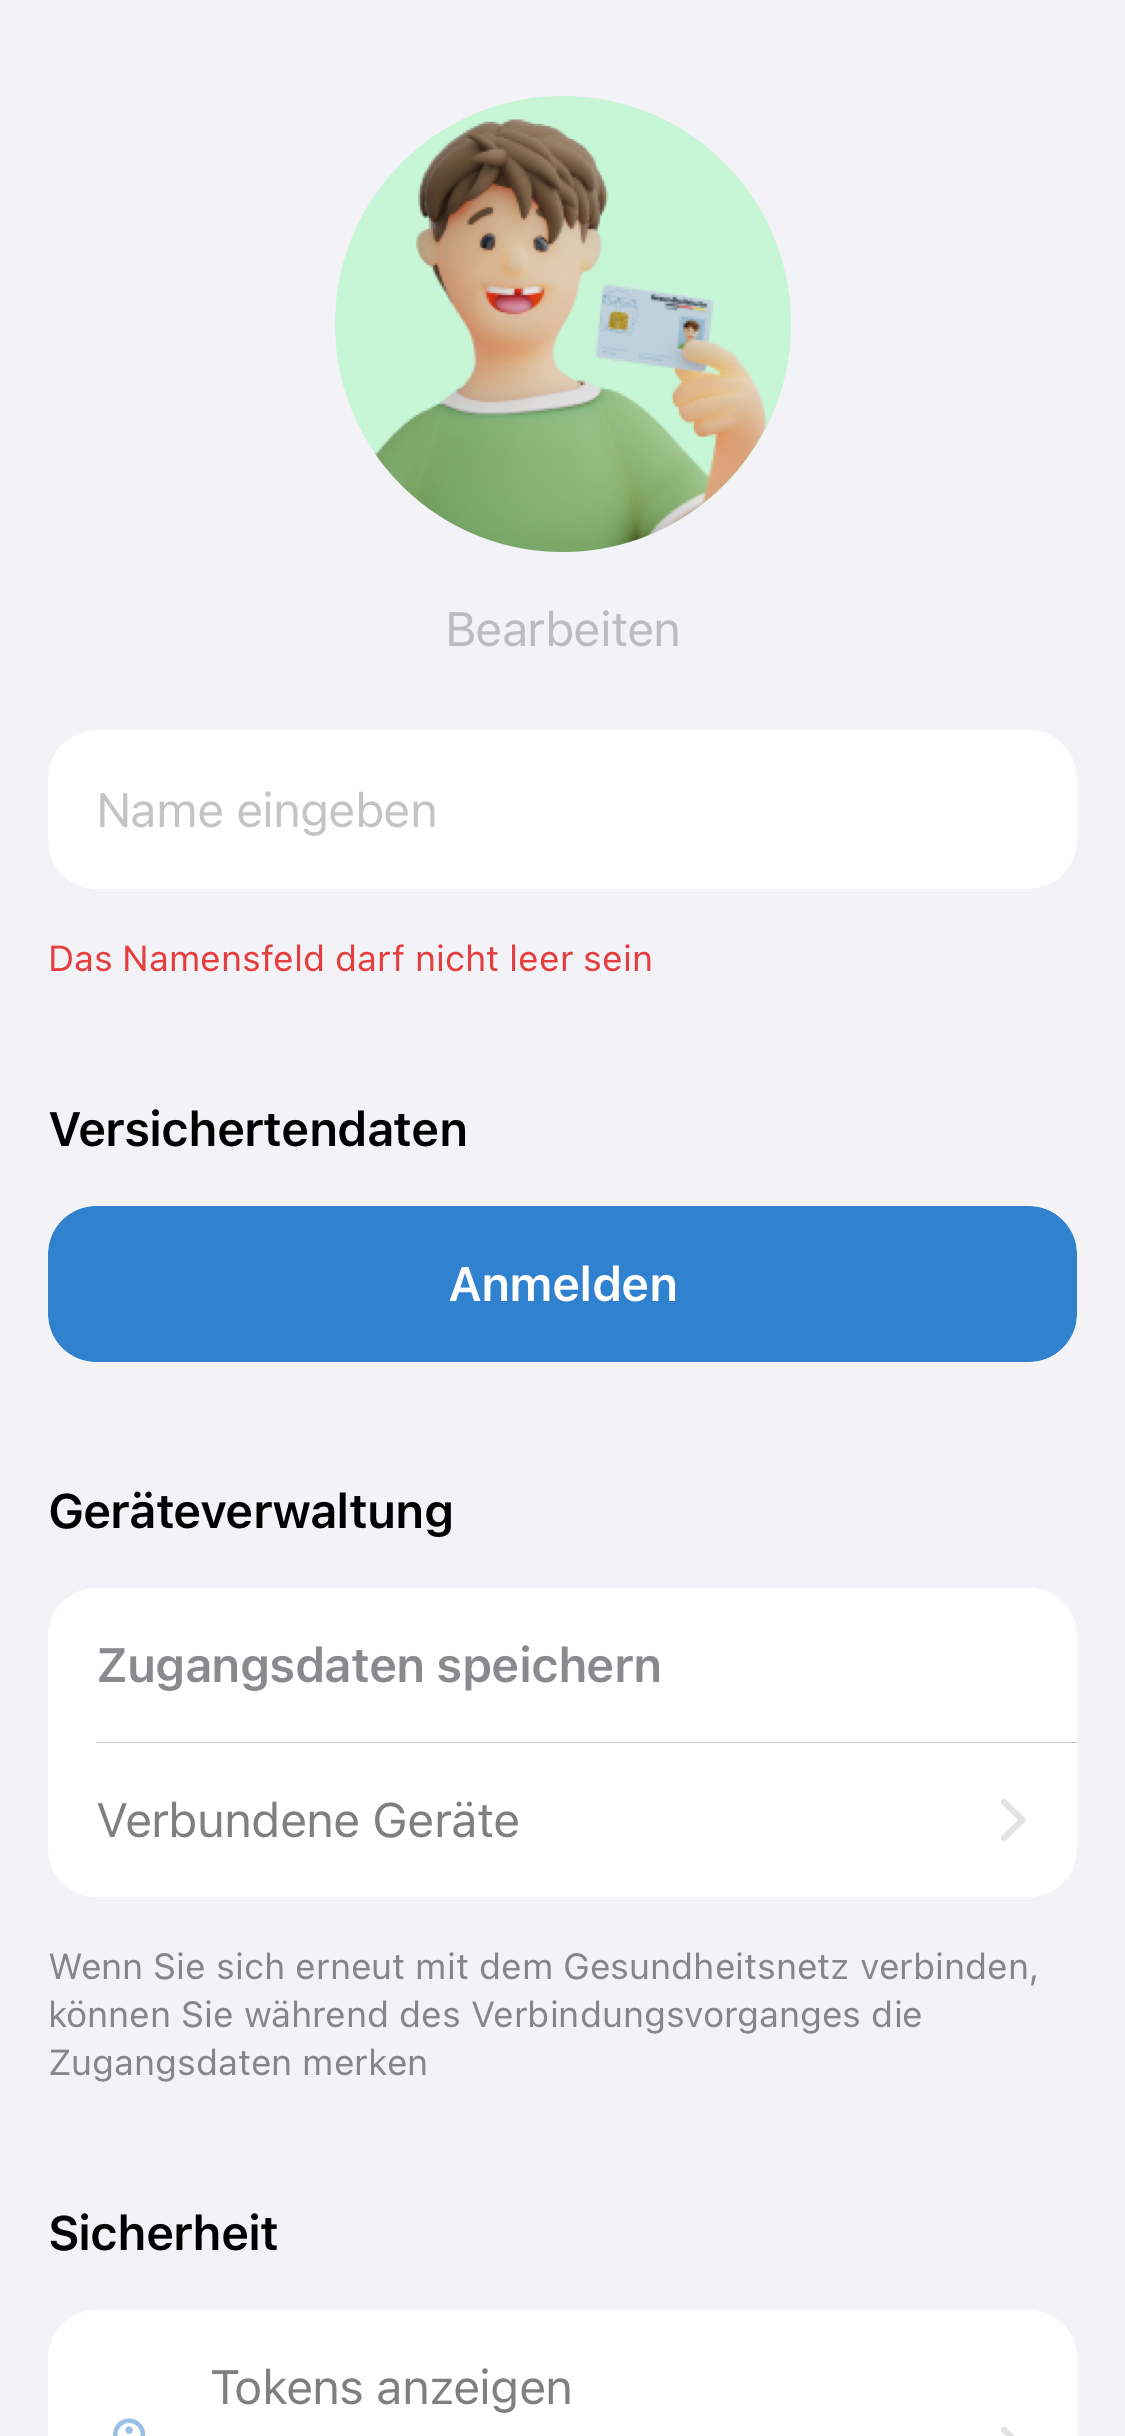 Bearbeiten
Name eingeben
Das Namensfeld darf nicht leer sein
Versichertendaten
Anmelden
Geräteverwaltung
Zugangsdaten speichern
Verbundene Geräte
Wenn Sie sich erneut mit dem Gesundheitsnetz verbinden,
können Sie während des Verbindungsvorganges die
Zugangsdaten merken
Sicherheit
Tokens anzeigen